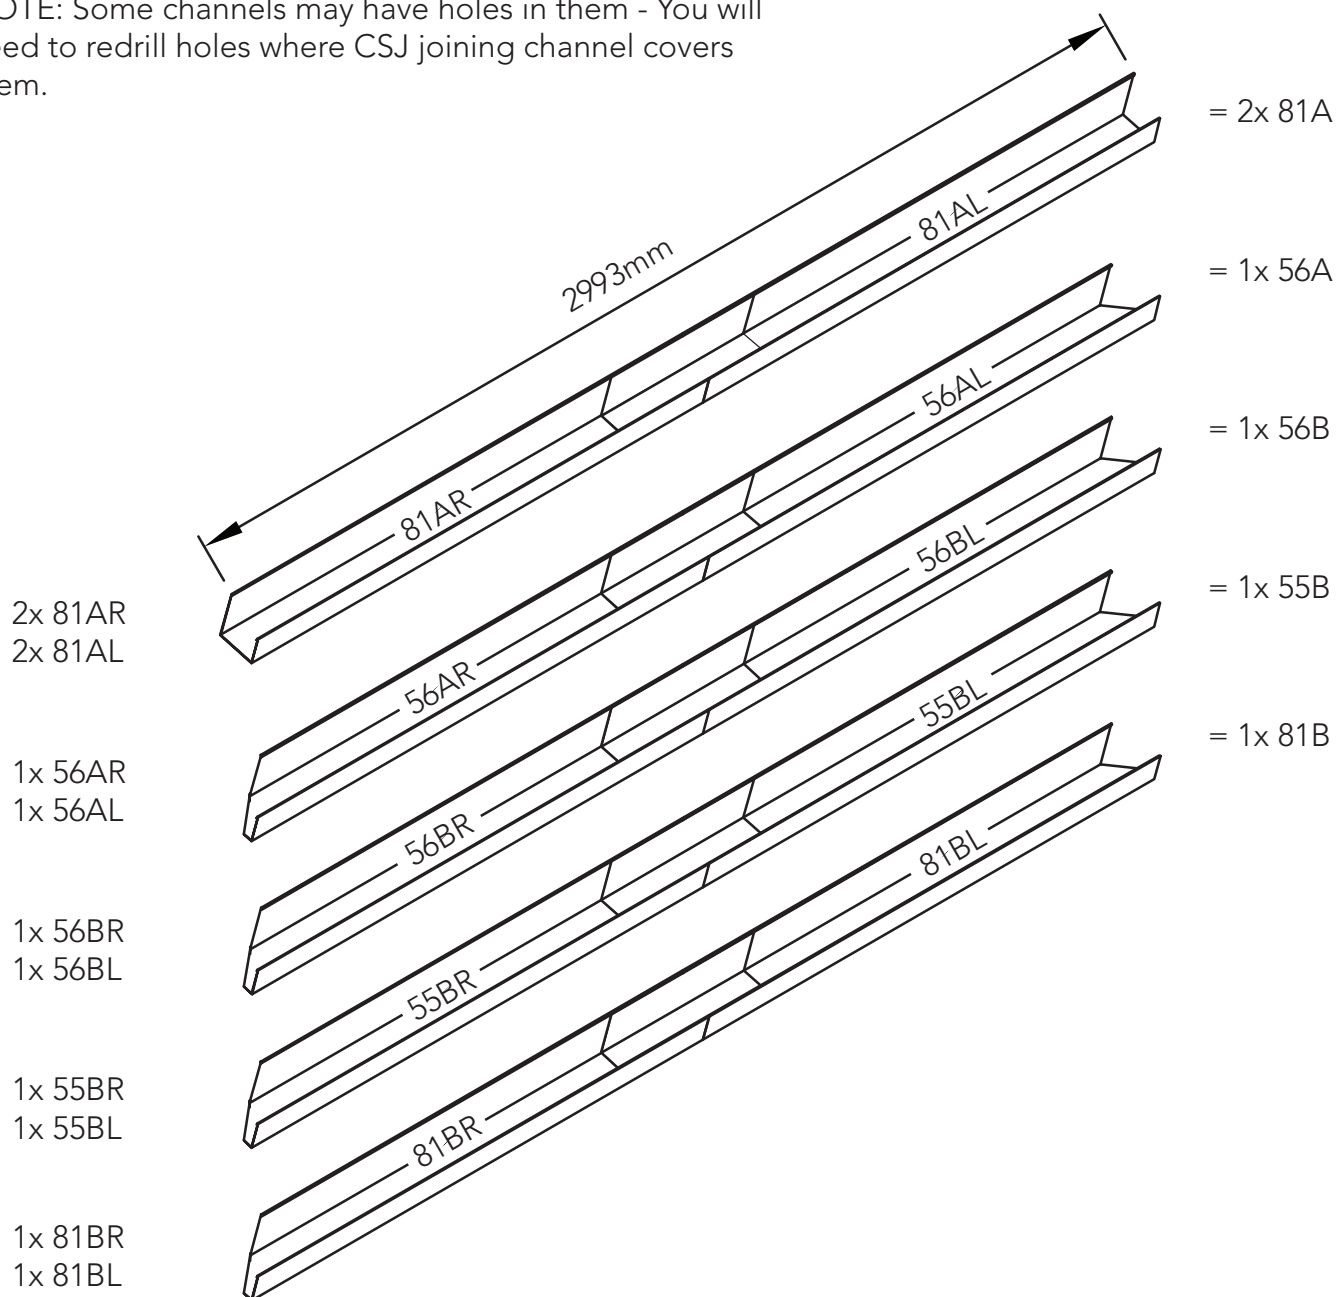 OTE: Some channels may have holes in them - You will
eed to redrill holes where CSJ joining channel covers
em.
= 2x 81A
81AL
2993mm
= 1x 56A
56AL
81AR
= 1x 56B
56BL
2x 81AR
2x 81AL
= 1x 55B
56AR
55BL
= 1x 81B
1x 56AR
1x 56AL
56BR
81BL
1x 56BR
1x 56BL
55BR
1x 55BR
1x 55BL
81BR
1x 81BR
1x 81BL